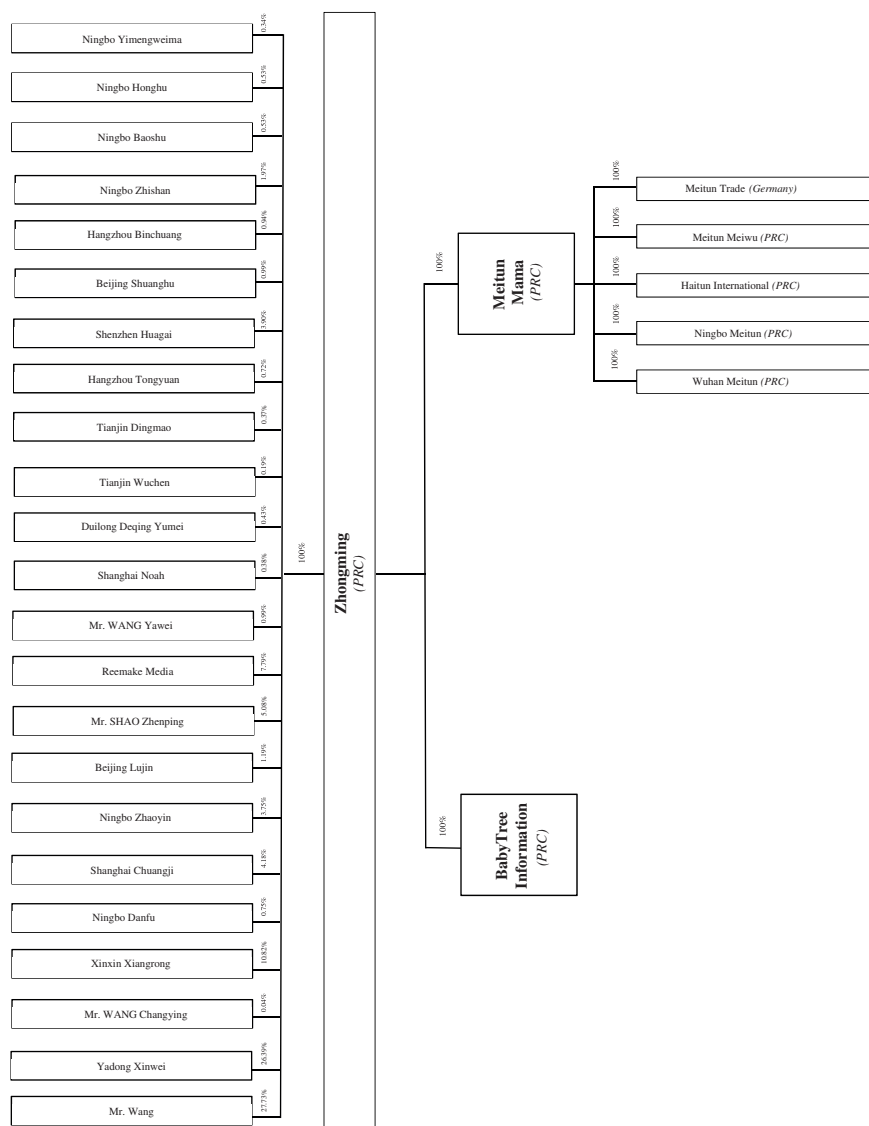 Ningbo Yimengweima
0.34%
Ningbo Honghu
0.53%
Ningbo Baoshu
0.53%
Ningbo Zhishan
1.97%
Hangzhou Binchuang
0.94%
Beijing Shuanghu
0.99%
Shenzhen Huagai
3.90%
Hangzhou Tongyuan
0.72%
Tianjin Dingmao
0.37%
Tianjin Wuchen
0.19%
Duilong Deqing Yumei
0.43%
Shanghai Noah
0.38%
Mr. WANG Yawei
0.99%
Reemake Media
7.79%
Mr. SHAO Zhenping
5.08%
Beijing Lujin
1.19%
Ningbo Zhaoyin
3.75%
Shanghai Chuangji
4.18%
Ningbo Danfu
0.75%
Xinxin Xiangrong
10.82%
Mr. WANG Changying
0.04%
Yadong Xinwei
26.39%
Mr. Wang
27.73%
100%
Zhongming
(PRC)
100%
Meitun
Mama
(PRC)
100%
BabyTree
Information
(PRC)
100%
Meitun Trade (Germany)
100%
Meitun Meiwu (PRC)
100%
Haitun International (PRC)
100%
Ningbo Meitun (PRC)
100%
Wuhan Meitun (PRC)